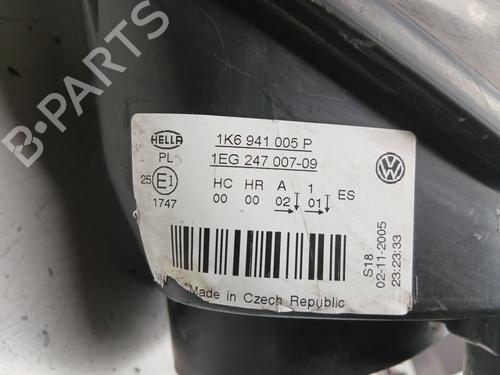 HELLA
1K6 941 005 P
PL
1EG 247 007-09
25 E1
HC HR A 1 ES
1747
00 00 02 01
VW
S18
02-11-2005
23:23:33
Made in Czech Republic
B-PARTS